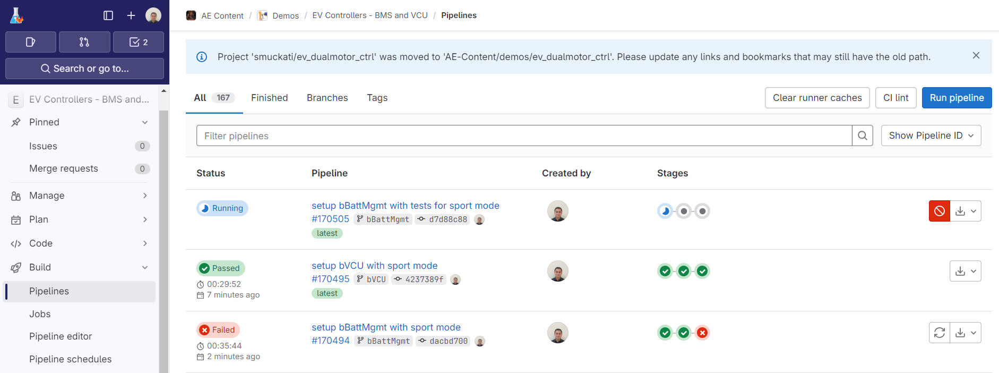 AE Content / Demos / EV Controllers - BMS and VCU / Pipelines
2
Search or go to...
Project 'smuckati/ev_dualmotor_ctrl' was moved to 'AE-Content/demos/ev_dualmotor_ctrl'. Please update any links and bookmarks that may still have the old path.
E EV Controllers - BMS and...
Pinned
Issues 0
Merge requests 0
Manage
Plan
Code
Build
Pipelines
Jobs
Pipeline editor
Pipeline schedules
All 167 Finished Branches Tags
Clear runner caches CI lint Run pipeline
Filter pipelines Show Pipeline ID
Status Pipeline Created by Stages
Running
setup bBattMgmt with tests for sport mode
#170505 bBattMgmt d7d88c88
latest
Passed
00:29:52
7 minutes ago
setup bVCU with sport mode
#170495 bVCU 4237389f
latest
Failed
00:35:44
2 minutes ago
setup bBattMgmt with sport mode
#170494 bBattMgmt dacbd700